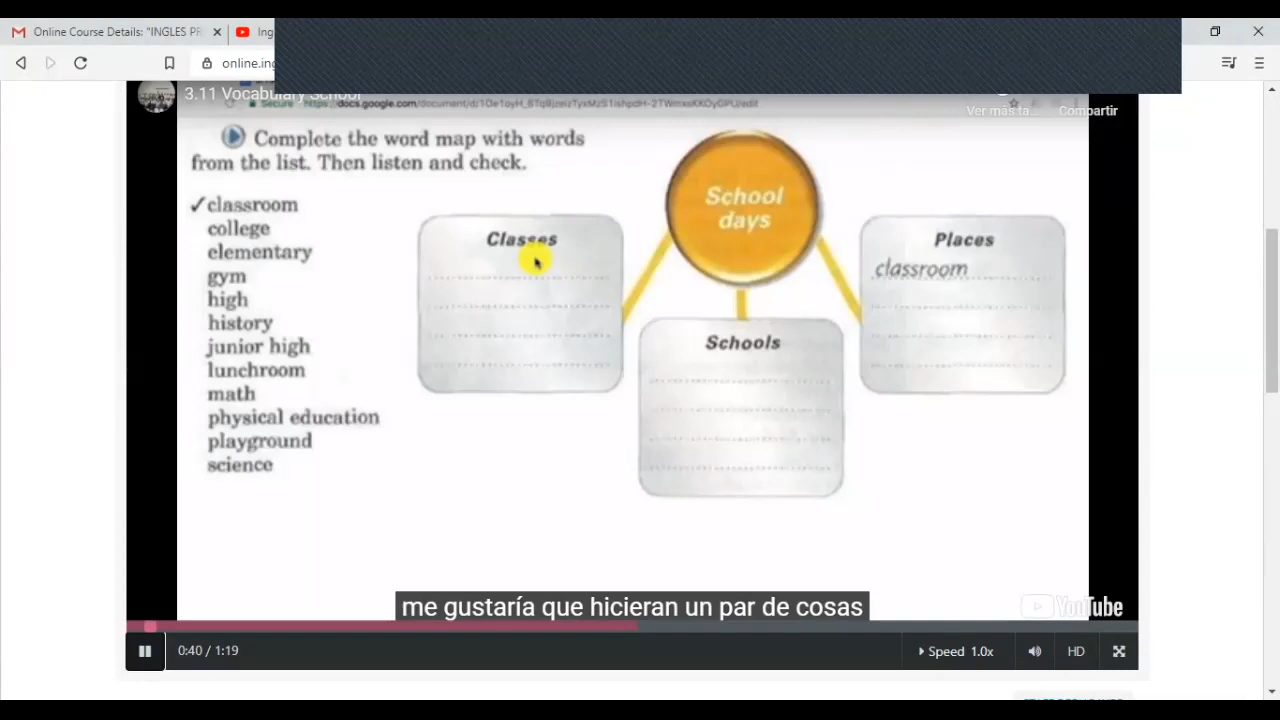 Online Course Details: "INGLES PR
Ing
online.ing
3.11 Vocabulary School
Secure
Ver más ta...
Compartir
Complete the word map with words
from the list. Then listen and check.
✓classroom
college
elementary
gym
high
history
junior high
lunchroom
math
physical education
playground
science
Classes
School
days
Schools
Places
classroom
me gustaría que hicieran un par de cosas
YouTube
0:40 / 1:19
Speed 1.0x
HD